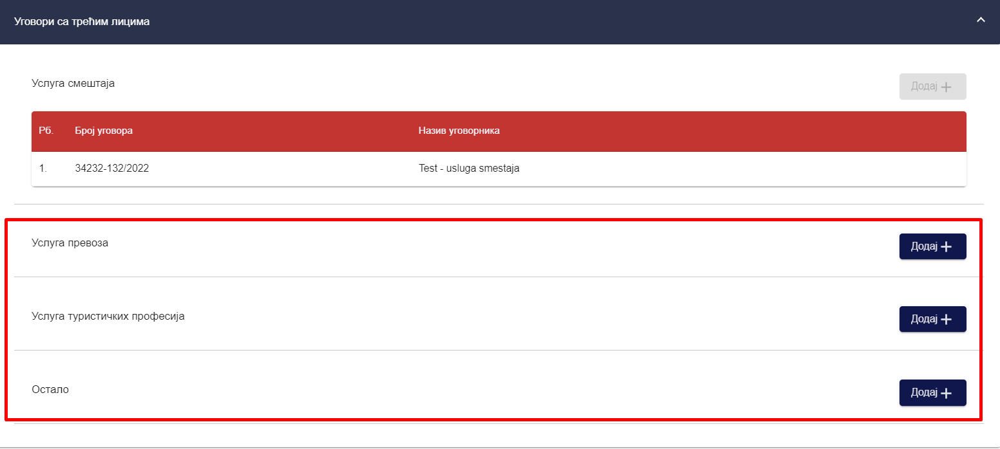 Уговори са трећим лицима
Услуга смештаја
Додај
Рб. Број уговора Назив уговорника
1. 34232-132/2022 Test - usluga smestaja
Услуга превоза
Додај
Услуга туристичких професија
Додај
Остало
Додај